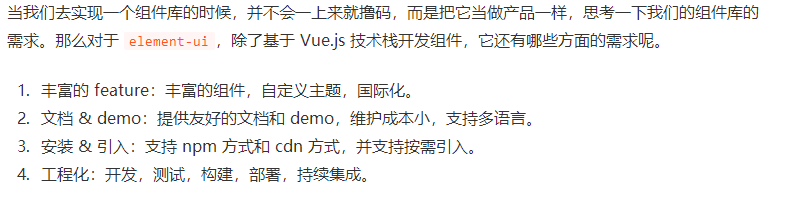 当我们去实现一个组件库的时候，并不会一上来就撸码，而是把它当做产品一样，思考一下我们的组件库的
需求。那么对于 element-ui ，除了基于 Vue.js 技术栈开发组件，它还有哪些方面的需求呢。
1. 丰富的 feature：丰富的组件，自定义主题，国际化。
2. 文档 & demo：提供友好的文档和 demo，维护成本小，支持多语言。
3. 安装 & 引入：支持 npm 方式和 cdn 方式，并支持按需引入。
4. 工程化：开发，测试，构建，部署，持续集成。